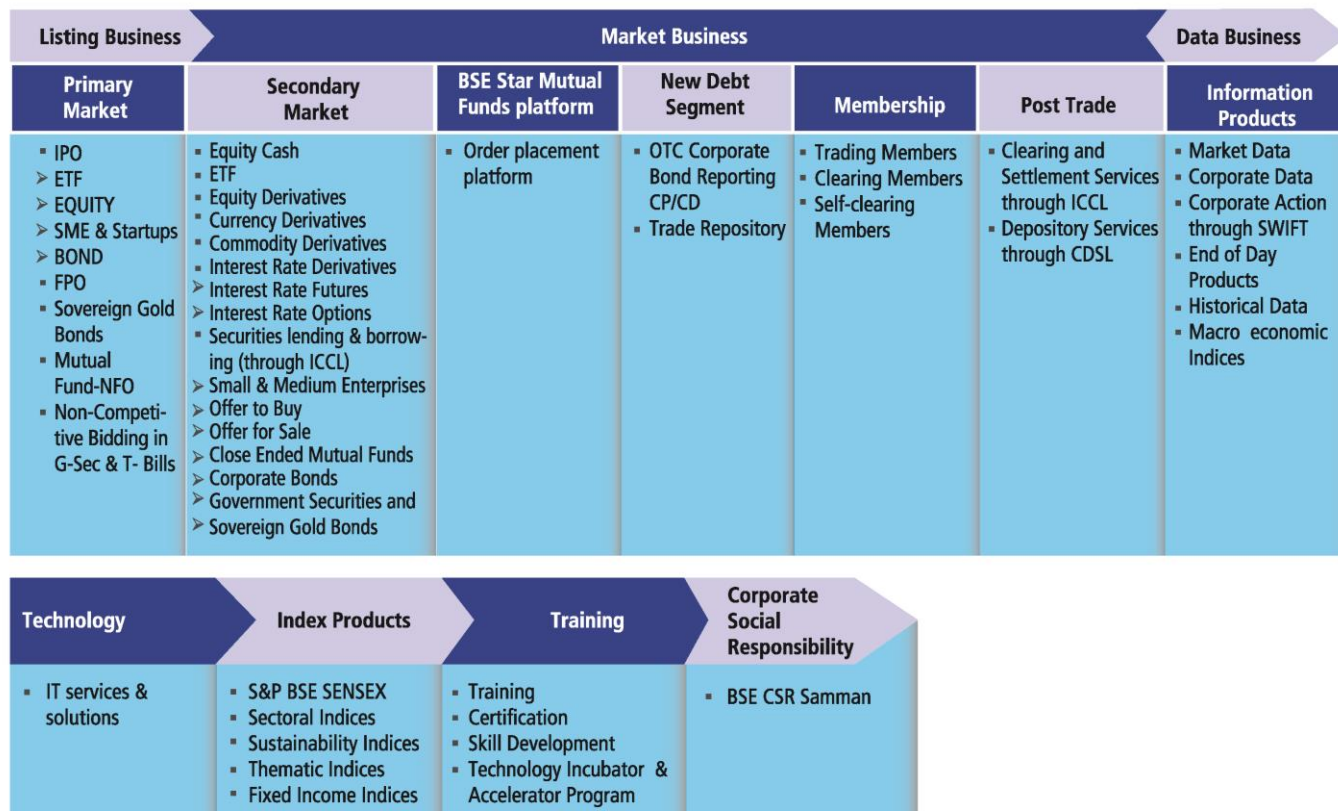 Listing Business
Market Business
Data Business
Primary
Market
Secondary
Market
BSE Star Mutual
Funds platform
New Debt
Segment
Membership
Post Trade
Information
Products
▪ IPO
➢ ETF
➢ EQUITY
➢ SME & Startups
➢ BOND
▪ FPO
▪ Sovereign Gold
Bonds
▪ Mutual
Fund-NFO
▪ Non-Competi-
tive Bidding in
G-Sec & T- Bills
▪ Equity Cash
▪ ETF
▪ Equity Derivatives
▪ Currency Derivatives
▪ Commodity Derivatives
▪ Interest Rate Derivatives
➢ Interest Rate Futures
➢ Interest Rate Options
▪ Securities lending & borrow-
ing (through ICCL)
➢ Small & Medium Enterprises
➢ Offer to Buy
➢ Offer for Sale
➢ Close Ended Mutual Funds
➢ Corporate Bonds
➢ Government Securities and
➢ Sovereign Gold Bonds
▪ Order placement
platform
▪ OTC Corporate
Bond Reporting
CP/CD
▪ Trade Repository
▪ Trading Members
▪ Clearing Members
▪ Self-clearing
Members
▪ Clearing and
Settlement Services
through ICCL
▪ Depository Services
through CDSL
▪ Market Data
▪ Corporate Data
▪ Corporate Action
through SWIFT
▪ End of Day
Products
▪ Historical Data
▪ Macro economic
Indices
Technology
Index Products
Training
Corporate
Social
Responsibility
▪ IT services &
solutions
▪ S&P BSE SENSEX
▪ Sectoral Indices
▪ Sustainability Indices
▪ Thematic Indices
▪ Fixed Income Indices
▪ Training
▪ Certification
▪ Skill Development
▪ Technology Incubator &
Accelerator Program
▪ BSE CSR Samman